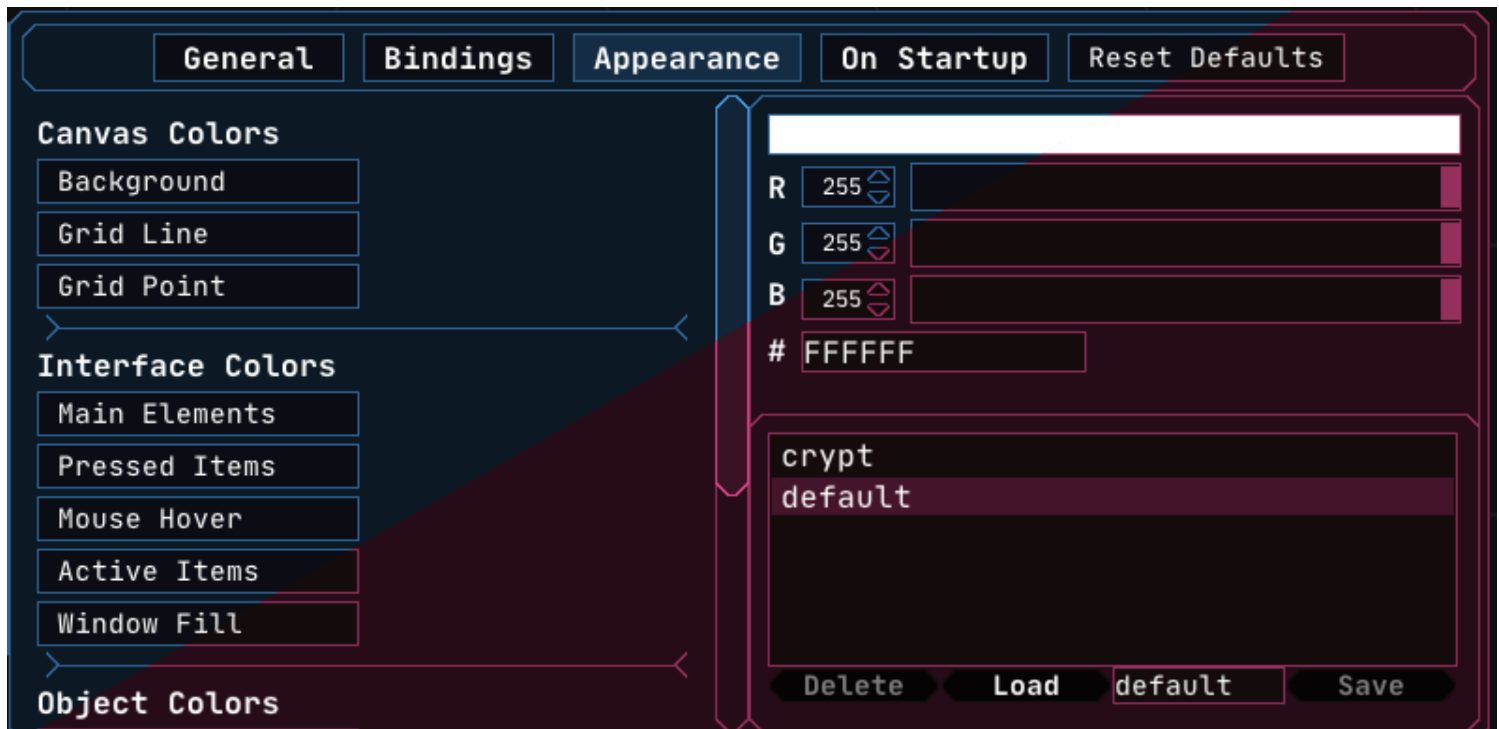 General Bindings Appearance On Startup Reset Defaults
Canvas Colors
Background
Grid Line
Grid Point
Interface Colors
Main Elements
Pressed Items
Mouse Hover
Active Items
Window Fill
Object Colors
R 255
G 255
B 255
# FFFFFF
crypt
default
Delete Load default Save